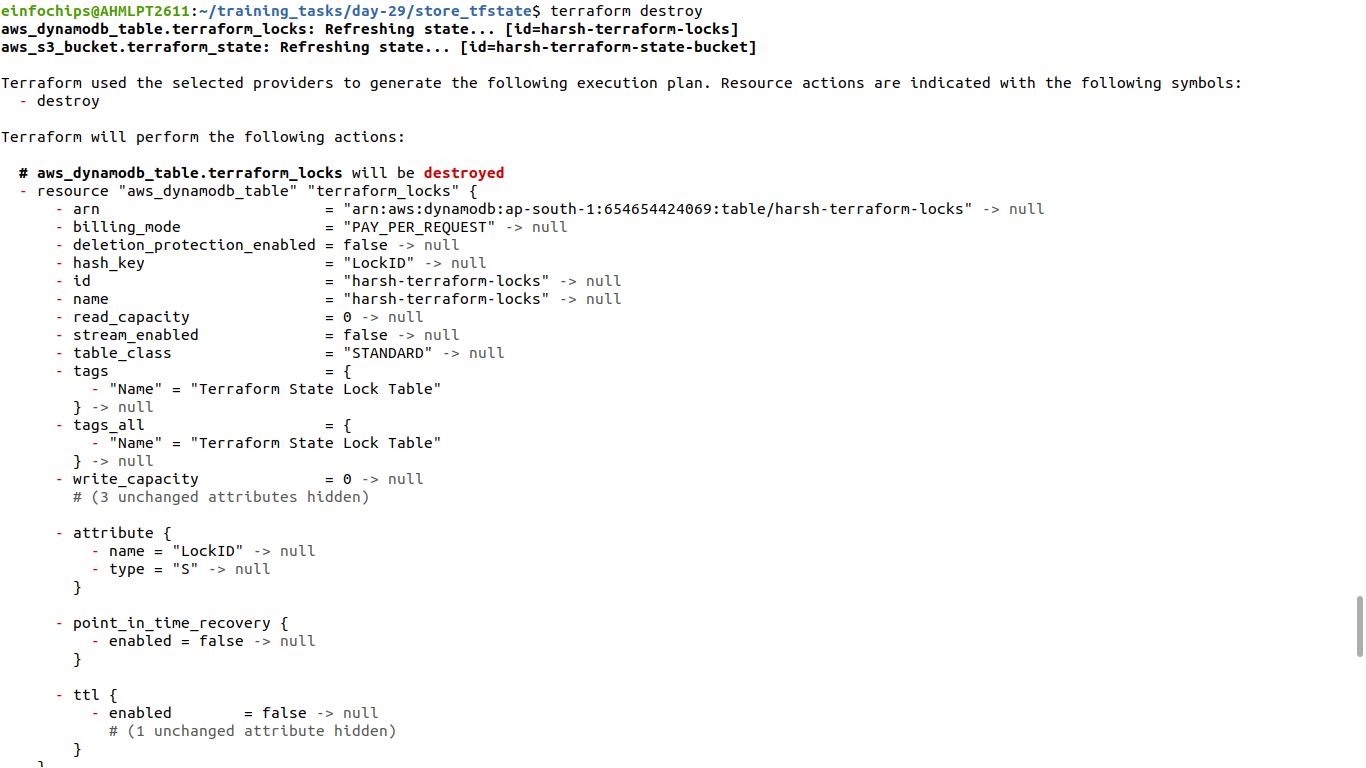 einfochips@AHMLPT2611:~/training_tasks/day-29/store_tfstate$ terraform destroy
aws_dynamodb_table.terraform_locks: Refreshing state... [id=harsh-terraform-locks]
aws_s3_bucket.terraform_state: Refreshing state... [id=harsh-terraform-state-bucket]

Terraform used the selected providers to generate the following execution plan. Resource actions are indicated with the following symbols:
  - destroy

Terraform will perform the following actions:

  # aws_dynamodb_table.terraform_locks will be destroyed
  - resource "aws_dynamodb_table" "terraform_locks" {
      - arn                         = "arn:aws:dynamodb:ap-south-1:654654424069:table/harsh-terraform-locks" -> null
      - billing_mode                = "PAY_PER_REQUEST" -> null
      - deletion_protection_enabled = false -> null
      - hash_key                    = "LockID" -> null
      - id                          = "harsh-terraform-locks" -> null
      - name                        = "harsh-terraform-locks" -> null
      - read_capacity               = 0 -> null
      - stream_enabled              = false -> null
      - table_class                 = "STANDARD" -> null
      - tags                        = {
          - "Name" = "Terraform State Lock Table"
        } -> null
      - tags_all                    = {
          - "Name" = "Terraform State Lock Table"
        } -> null
      - write_capacity              = 0 -> null
        # (3 unchanged attributes hidden)

      - attribute {
          - name = "LockID" -> null
          - type = "S" -> null
        }

      - point_in_time_recovery {
          - enabled = false -> null
        }

      - ttl {
          - enabled        = false -> null
            # (1 unchanged attribute hidden)
        }
    }